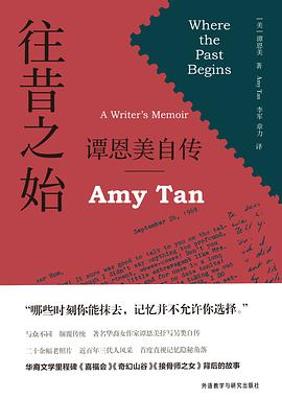 往昔之始
Where
the Past
Begins
[美] 谭恩美 著
Amy Tan
李军 章力 译
A Writer's Memoir
谭恩美自传
Amy Tan
“哪些时刻你能抹去，记忆并不允许你选择。”
与众不同 颠覆传统 著名华裔女作家谭恩美抒写另类自传
二十余幅老照片 近百年三代人风采 首度直视记忆隐秘角落
华裔文学里程碑《喜福会》《奇幻山谷》《接骨师之女》背后的故事
外语教学与研究出版社